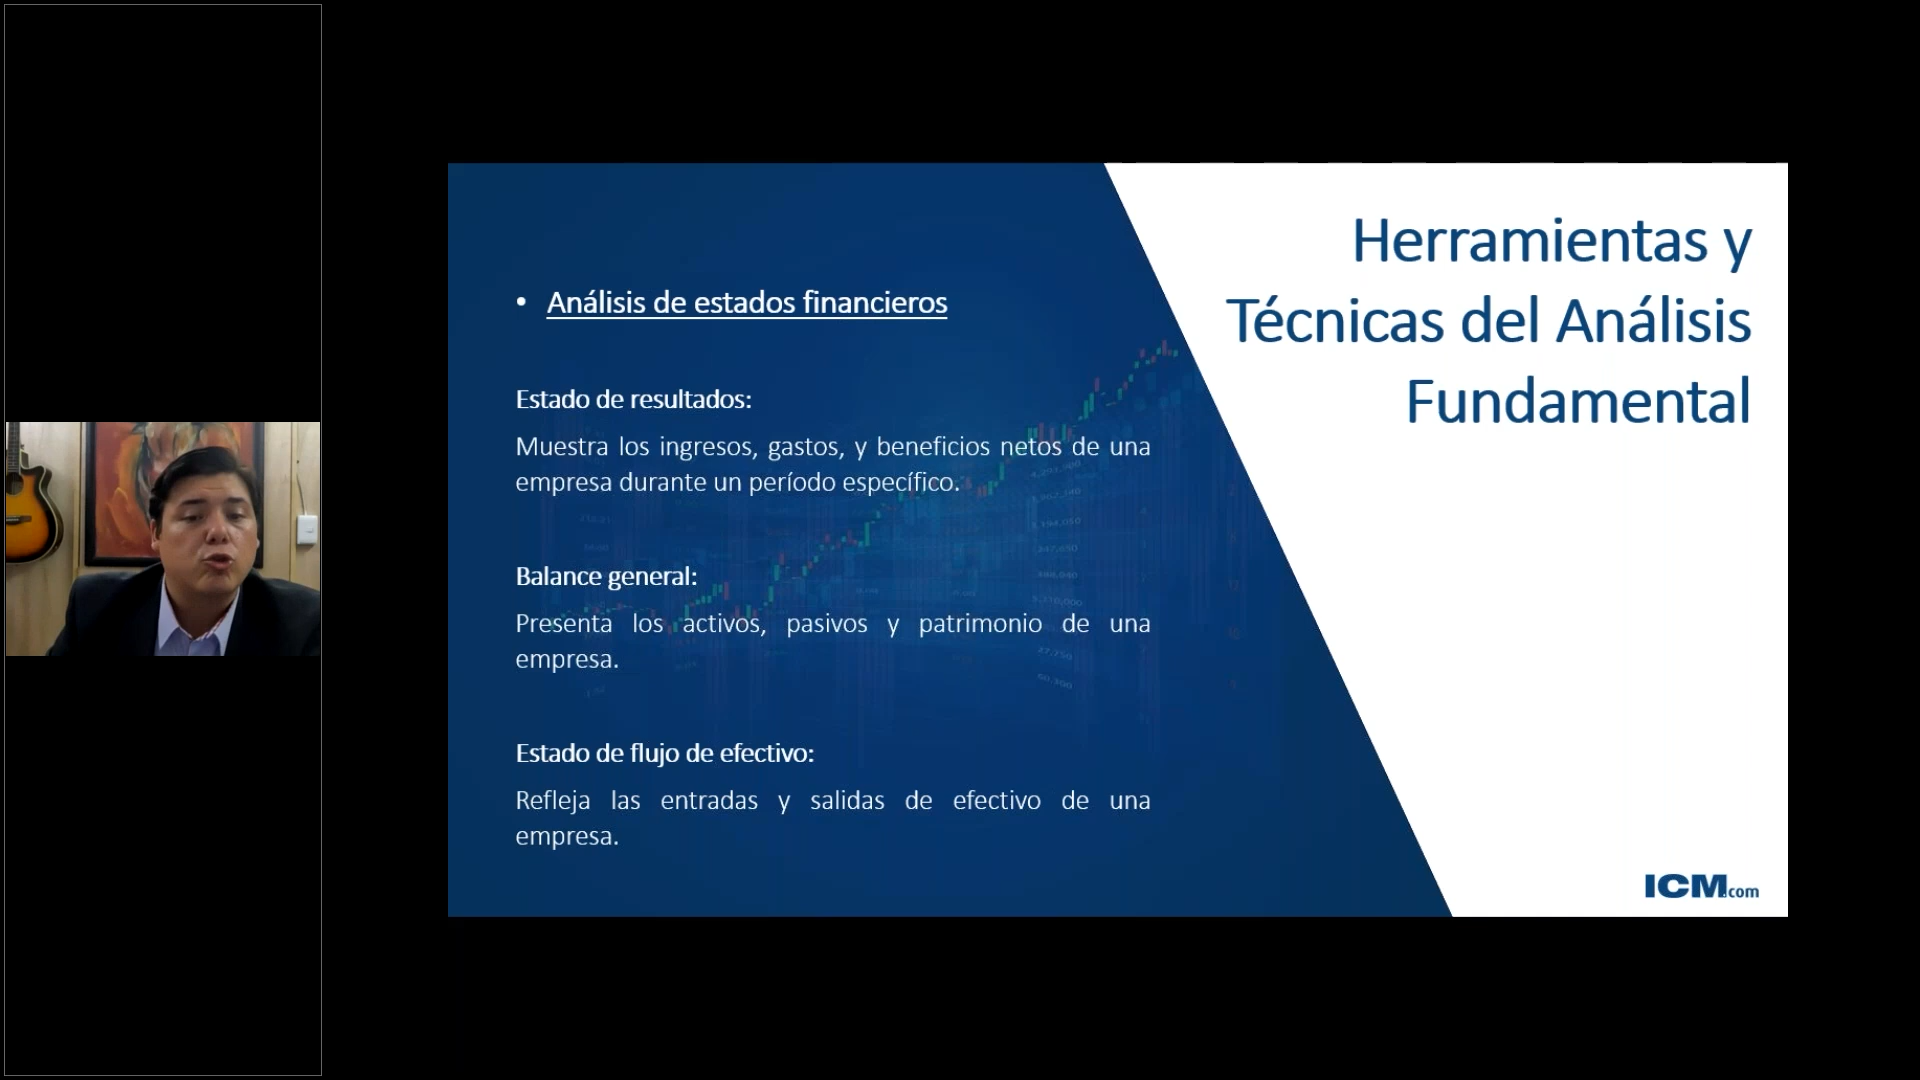 Herramientas y
Técnicas del Análisis
Fundamental
• Análisis de estados financieros
Estado de resultados:
Muestra los ingresos, gastos, y beneficios netos de una
empresa durante un período específico.
Balance general:
Presenta los activos, pasivos y patrimonio de una
empresa.
Estado de flujo de efectivo:
Refleja las entradas y salidas de efectivo de una
empresa.
ICM.com